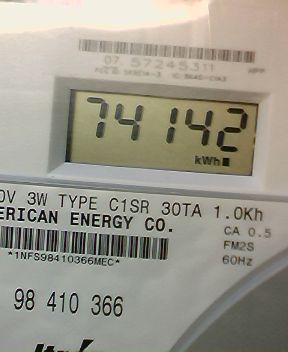 07 57245311
74142
kWh
0V 3W TYPE C1SR 30TA 1.0Kh
ERICAN ENERGY CO.
CA 0.5
FM2S
*1NFS98410366MEC*
60Hz
98 410 366